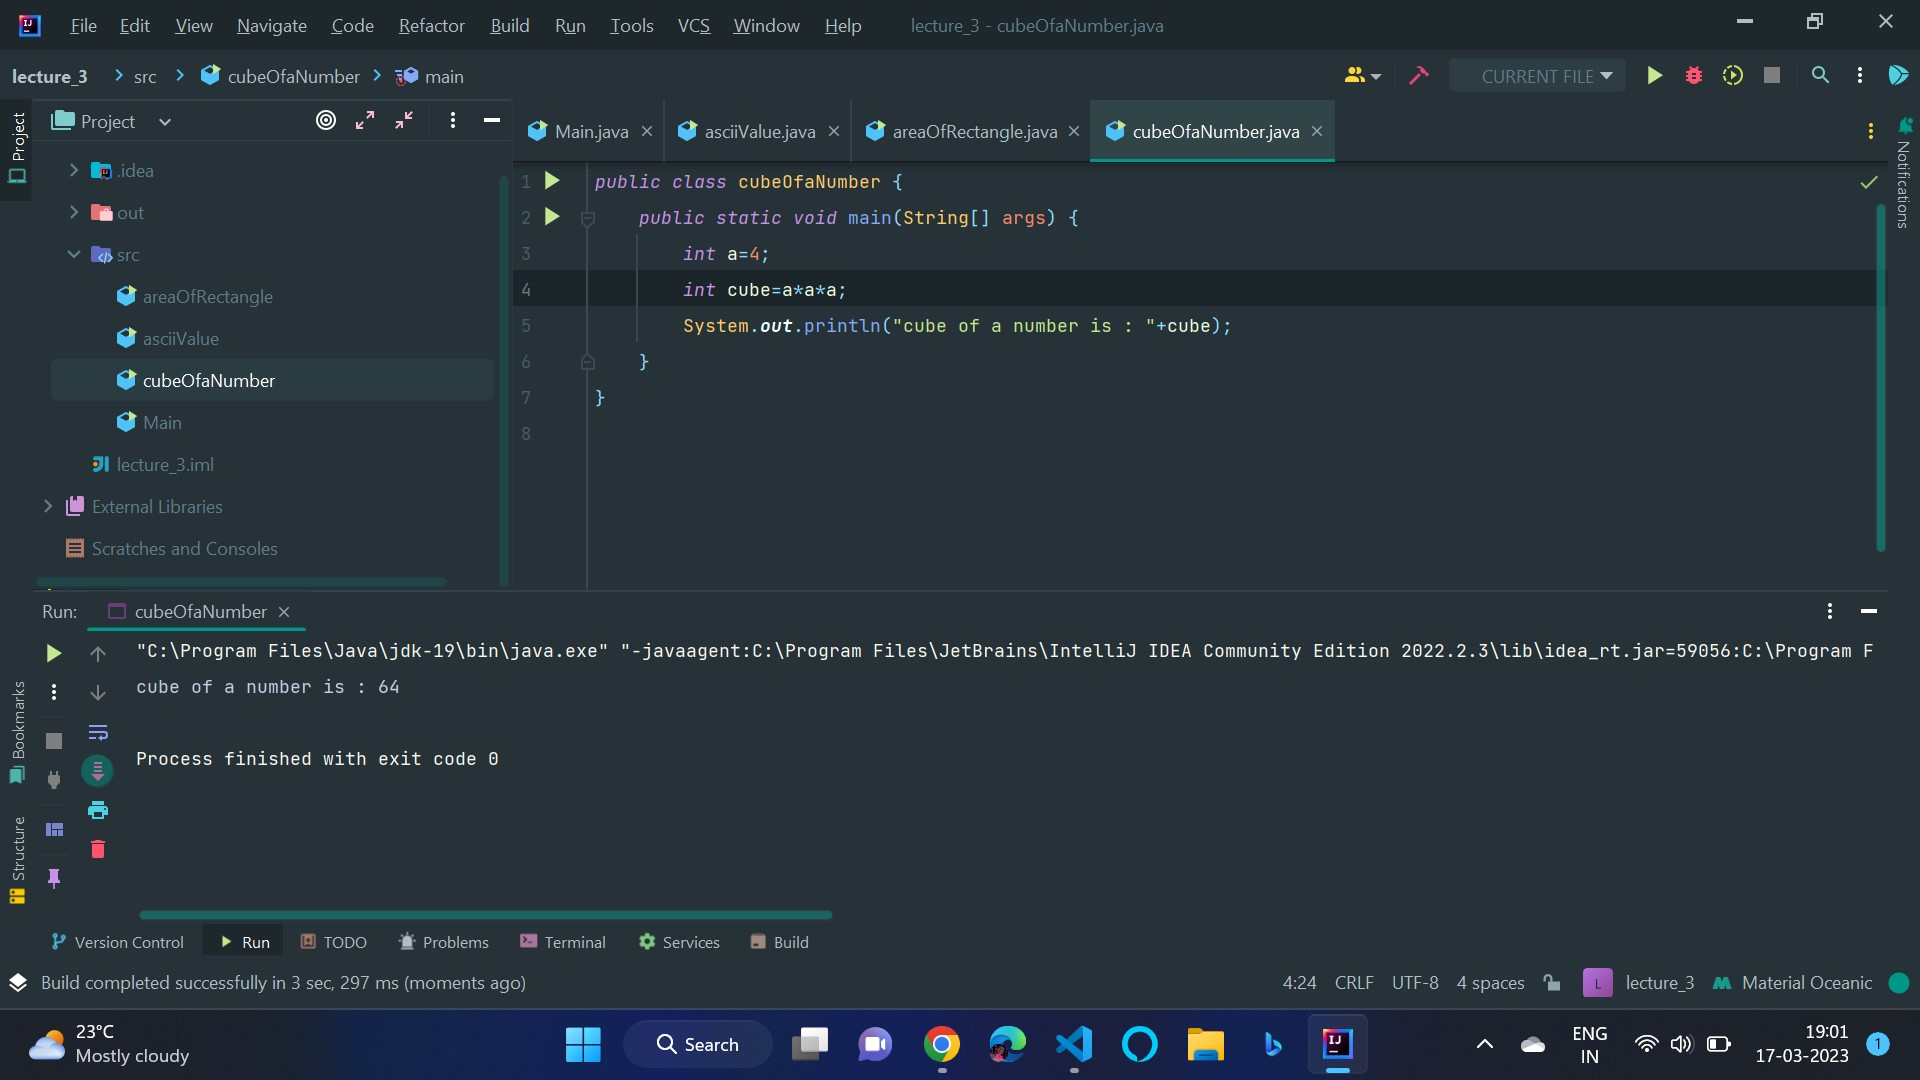 File Edit View Navigate Code Refactor Build Run Tools VCS Window Help lecture_3 - cubeOfaNumber.java
lecture_3 src cubeOfaNumber main CURRENT FILE
Project
Project
Main.java asciiValue.java areaOfRectangle.java cubeOfaNumber.java
Notifications
.idea
out
src
areaOfRectangle
asciiValue
cubeOfaNumber
Main
lecture_3.iml
External Libraries
Scratches and Consoles
1 public class cubeOfaNumber {
2 public static void main(String[] args) {
3 int a=4;
4 int cube=a*a*a;
5 System.out.println("cube of a number is : "+cube);
6 }
7 }
8
Run: cubeOfaNumber
"C:\Program Files\Java\jdk-19\bin\java.exe" "-javaagent:C:\Program Files\JetBrains\IntelliJ IDEA Community Edition 2022.2.3\lib\idea_rt.jar=59056:C:\Program F
cube of a number is : 64
Process finished with exit code 0
Bookmarks
Structure
Version Control Run TODO Problems Terminal Services Build
Build completed successfully in 3 sec, 297 ms (moments ago) 4:24 CRLF UTF-8 4 spaces L lecture_3 Material Oceanic
23°C
Mostly cloudy
Search
ENG
IN
19:01
17-03-2023
1